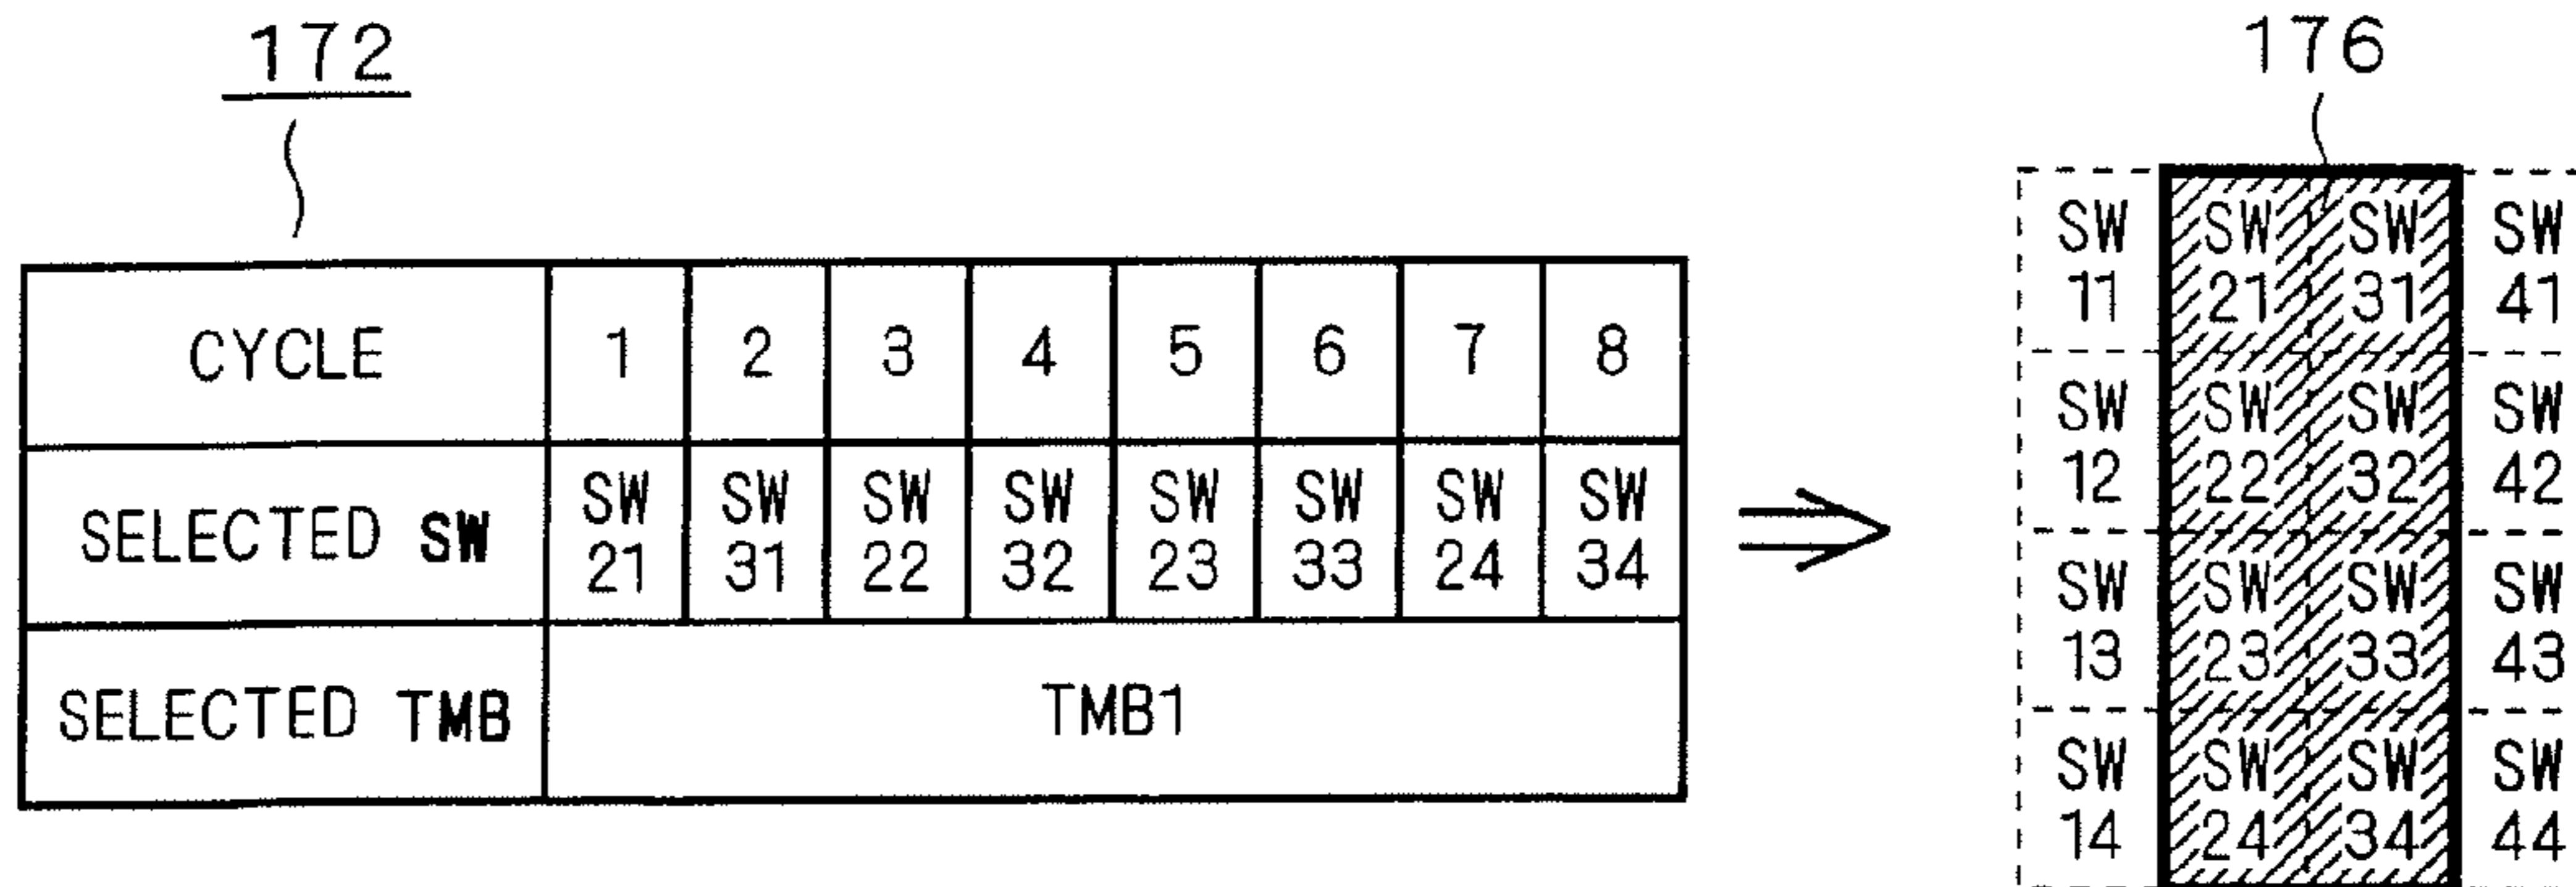 172
CYCLE 1 2 3 4 5 6 7 8
SELECTED SW SW 21 SW 31 SW 22 SW 32 SW 23 SW 33 SW 24 SW 34
SELECTED TMB TMB1
176
SW 11 SW 21 SW 31 SW 41
SW 12 SW 22 SW 32 SW 42
SW 13 SW 23 SW 33 SW 43
SW 14 SW 24 SW 34 SW 44